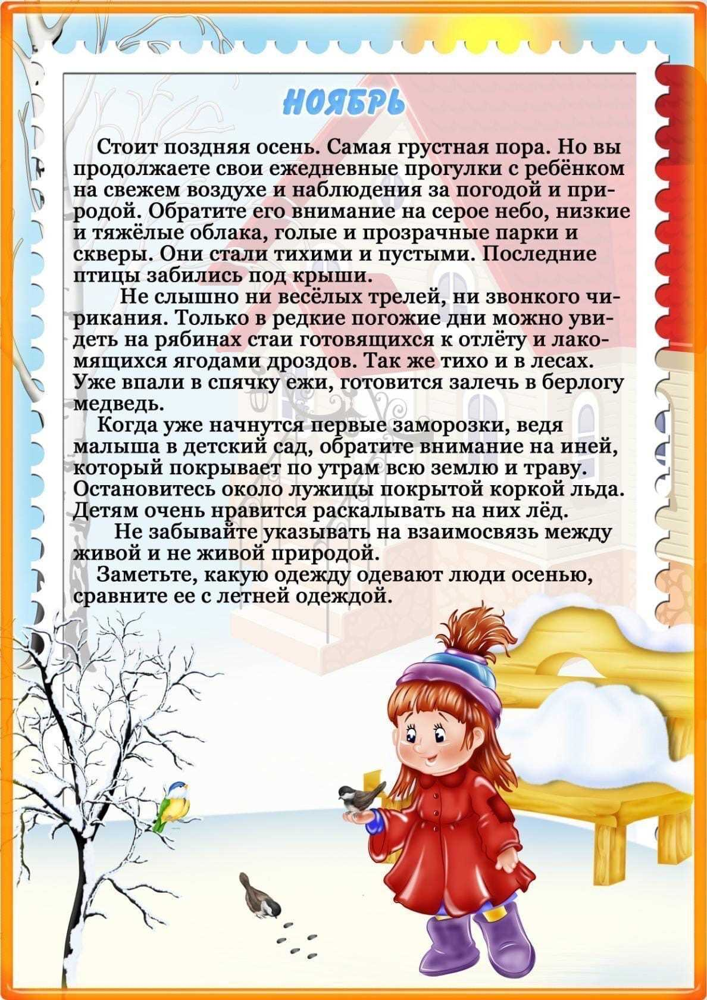 НОЯБРЬ
Стоит поздняя осень. Самая грустная пора. Но вы
продолжаете свои ежедневные прогулки с ребёнком
на свежем воздухе и наблюдения за погодой и при-
родой. Обратите его внимание на серое небо, низкие
и тяжёлые облака, голые и прозрачные парки и
скверы. Они стали тихими и пустыми. Последние
птицы забились под крыши.
Не слышно ни весёлых трелей, ни звонкого чи-
рикания. Только в редкие погожие дни можно уви-
деть на рябинах стаи готовящихся к отлёту и лако-
мящихся ягодами дроздов. Так же тихо и в лесах.
Уже впали в спячку ежи, готовится залечь в берлогу
медведь.
Когда уже начнутся первые заморозки, ведя
малыша в детский сад, обратите внимание на иней,
который покрывает по утрам всю землю и траву.
Остановитесь около лужицы покрытой коркой льда.
Детям очень нравится раскалывать на них лёд.
Не забывайте указывать на взаимосвязь между
живой и не живой природой.
Заметьте, какую одежду одевают люди осенью,
сравните ее с летней одеждой.